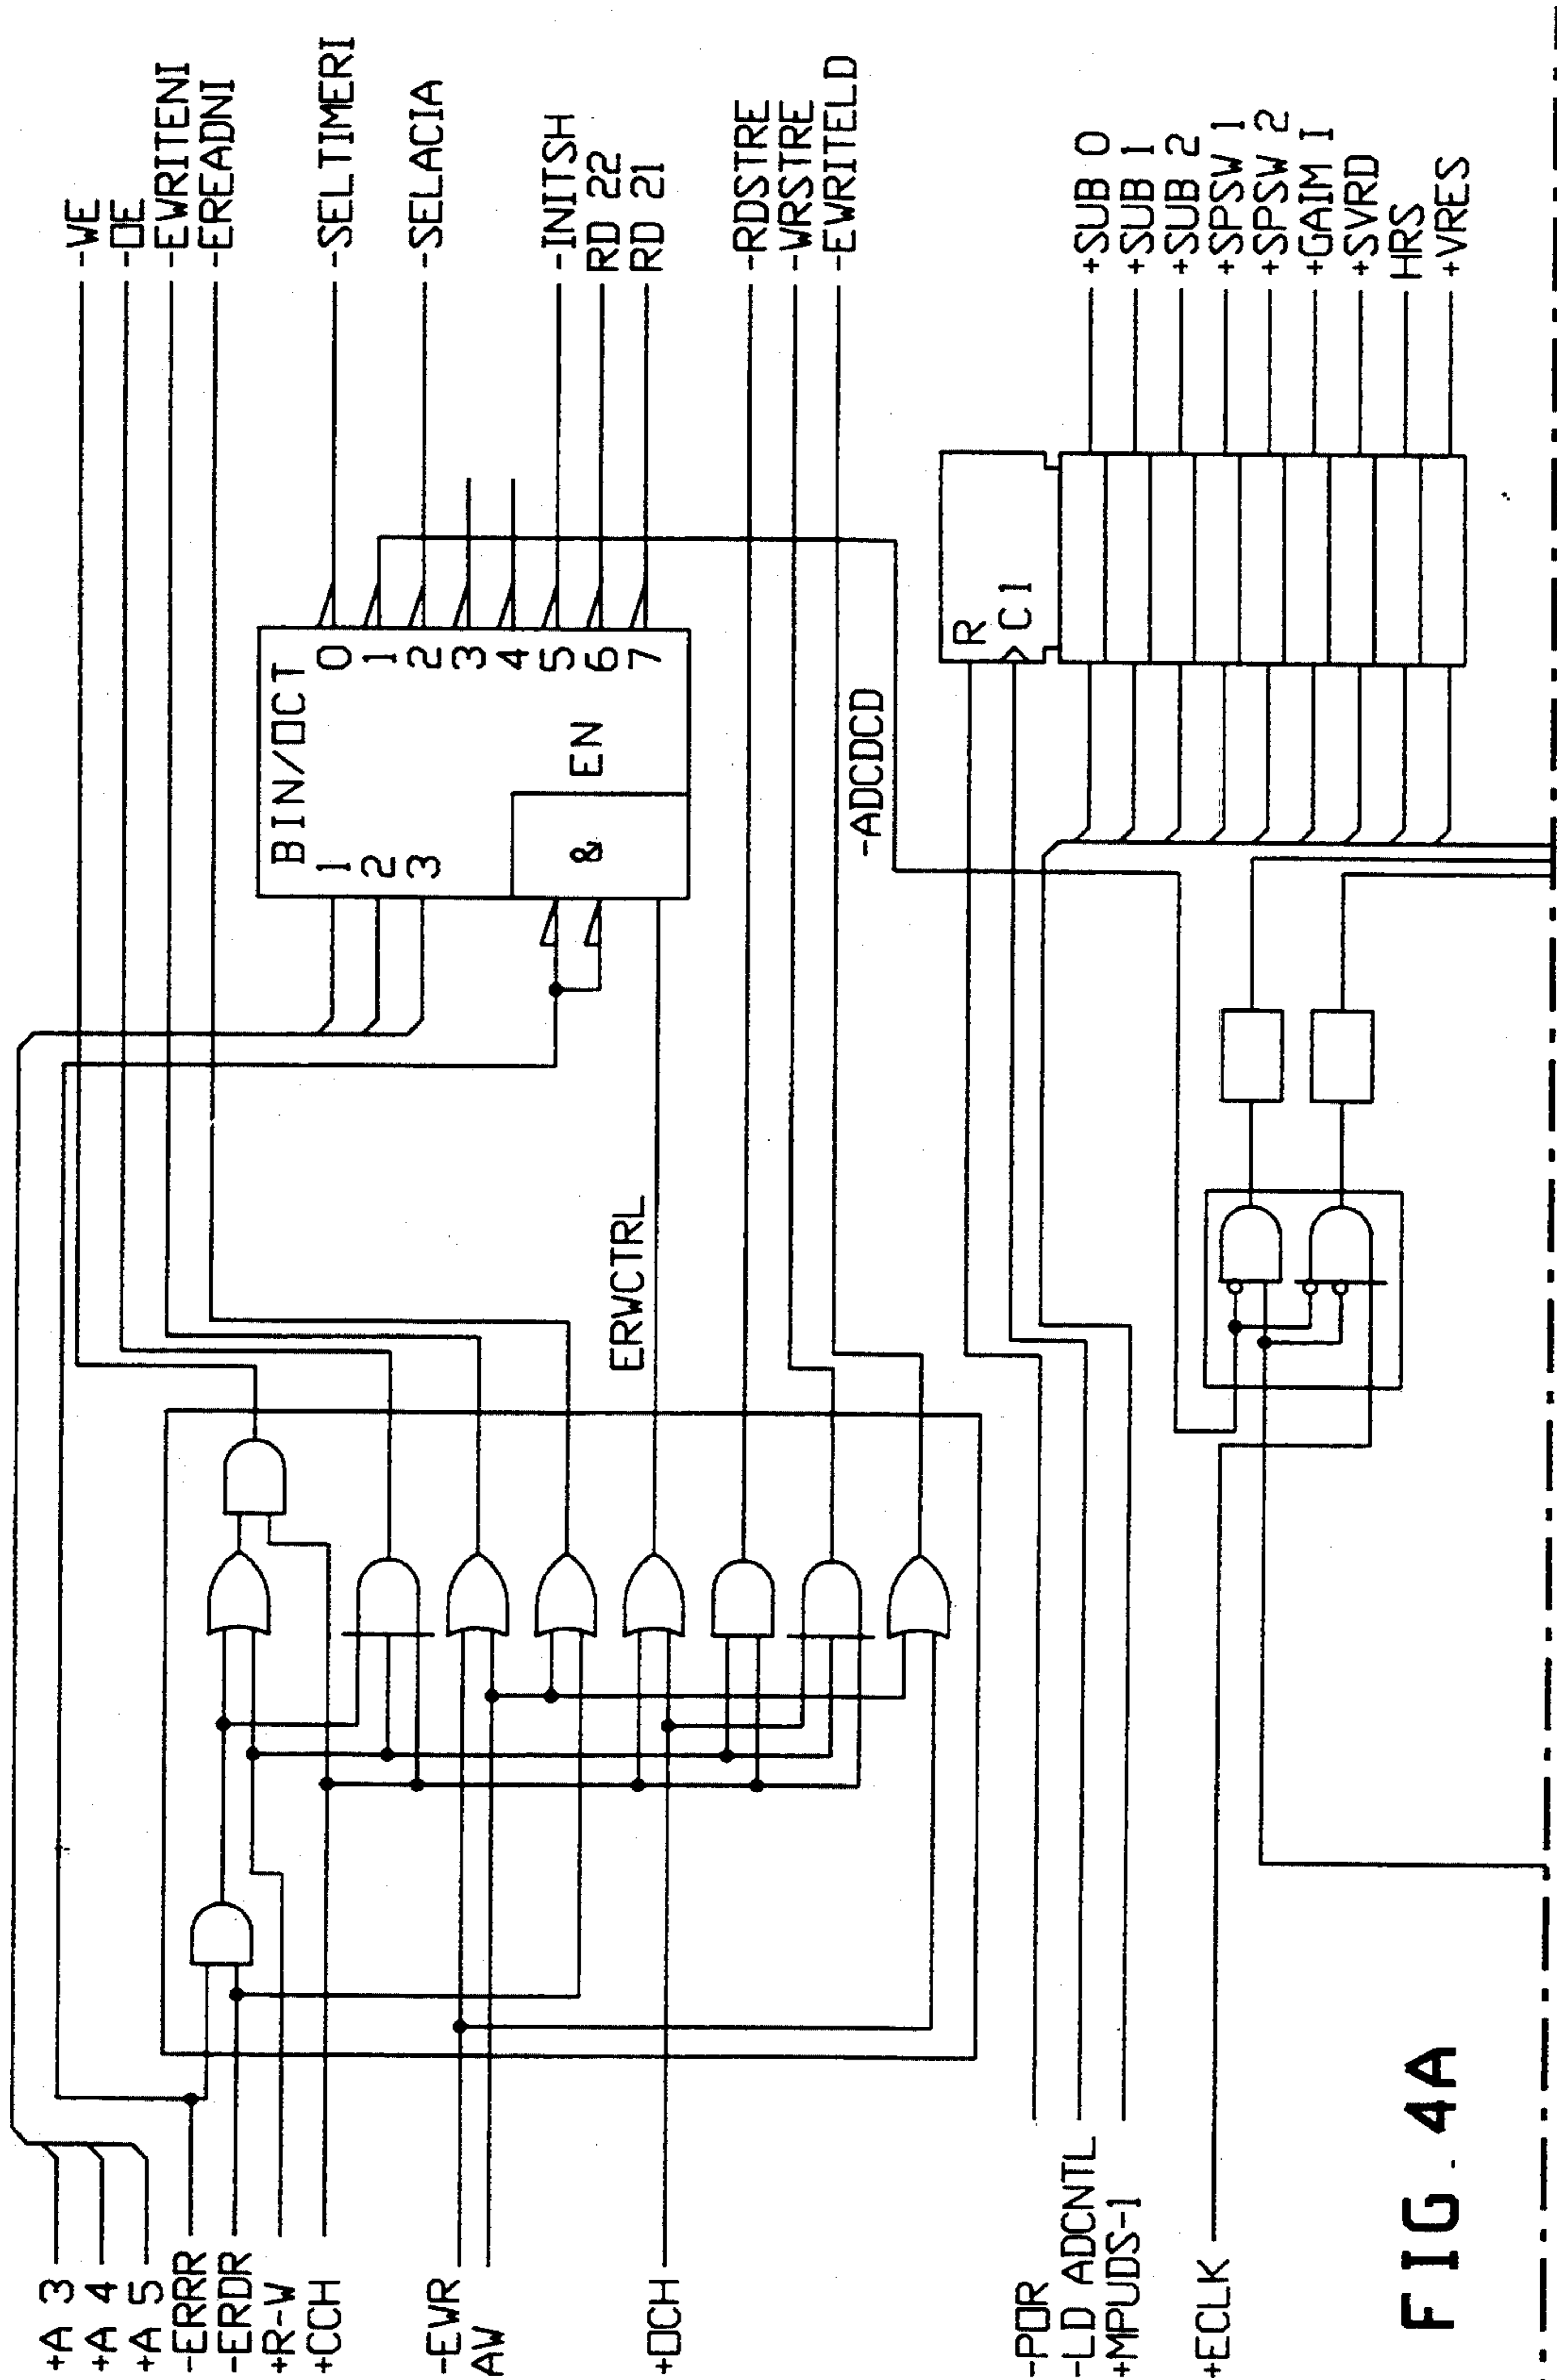 +A 3
+A 4
+A 5
-ERRR
-ERDR
+R-W
+CCH
-EWR
AW
+OCH
-POR
-LD ADCNTL
+MPUDS-1
+ECLK
ERWCTRL
BIN/OCT
1
2
3
&
EN
0
1
2
3
4
5
6
7
-ADCDCD
R
C1
-WE
-OE
-EWRITENI
-EREADNI
-SELTIMERI
-SELACIA
-INITSH
RD 22
RD 21
-RDSTRE
-WRSTRE
-EWRITELD
+SUB 0
+SUB 1
+SUB 2
+SPSW 1
+SPSW 2
+GAIM I
+SVRD
HRS
+VRES
FIG. 4A